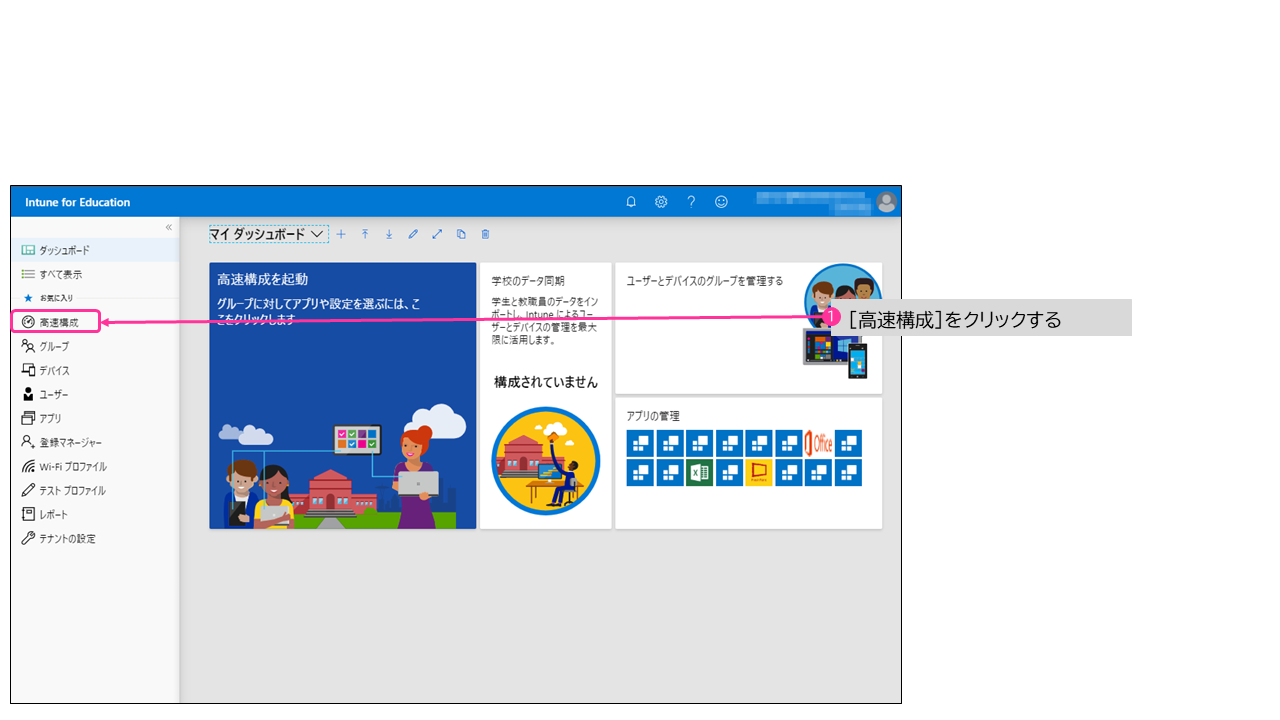 Intune for Education
ダッシュボード
すべて表示
お気に入り
高速構成
グループ
デバイス
ユーザー
アプリ
登録マネージャー
Wi-Fi プロファイル
テスト プロファイル
レポート
テナントの設定
マイ ダッシュボード
高速構成を起動
グループに対してアプリや設定を選ぶには、こ
こをクリックします
学校のデータ同期
学生と教職員のデータをイン
ポートし、Intune によるユー
ザーとデバイスの管理を最大
限に活用します。
構成されていません
ユーザーとデバイスのグループを管理する
アプリの管理
Office
1 [高速構成]をクリックする